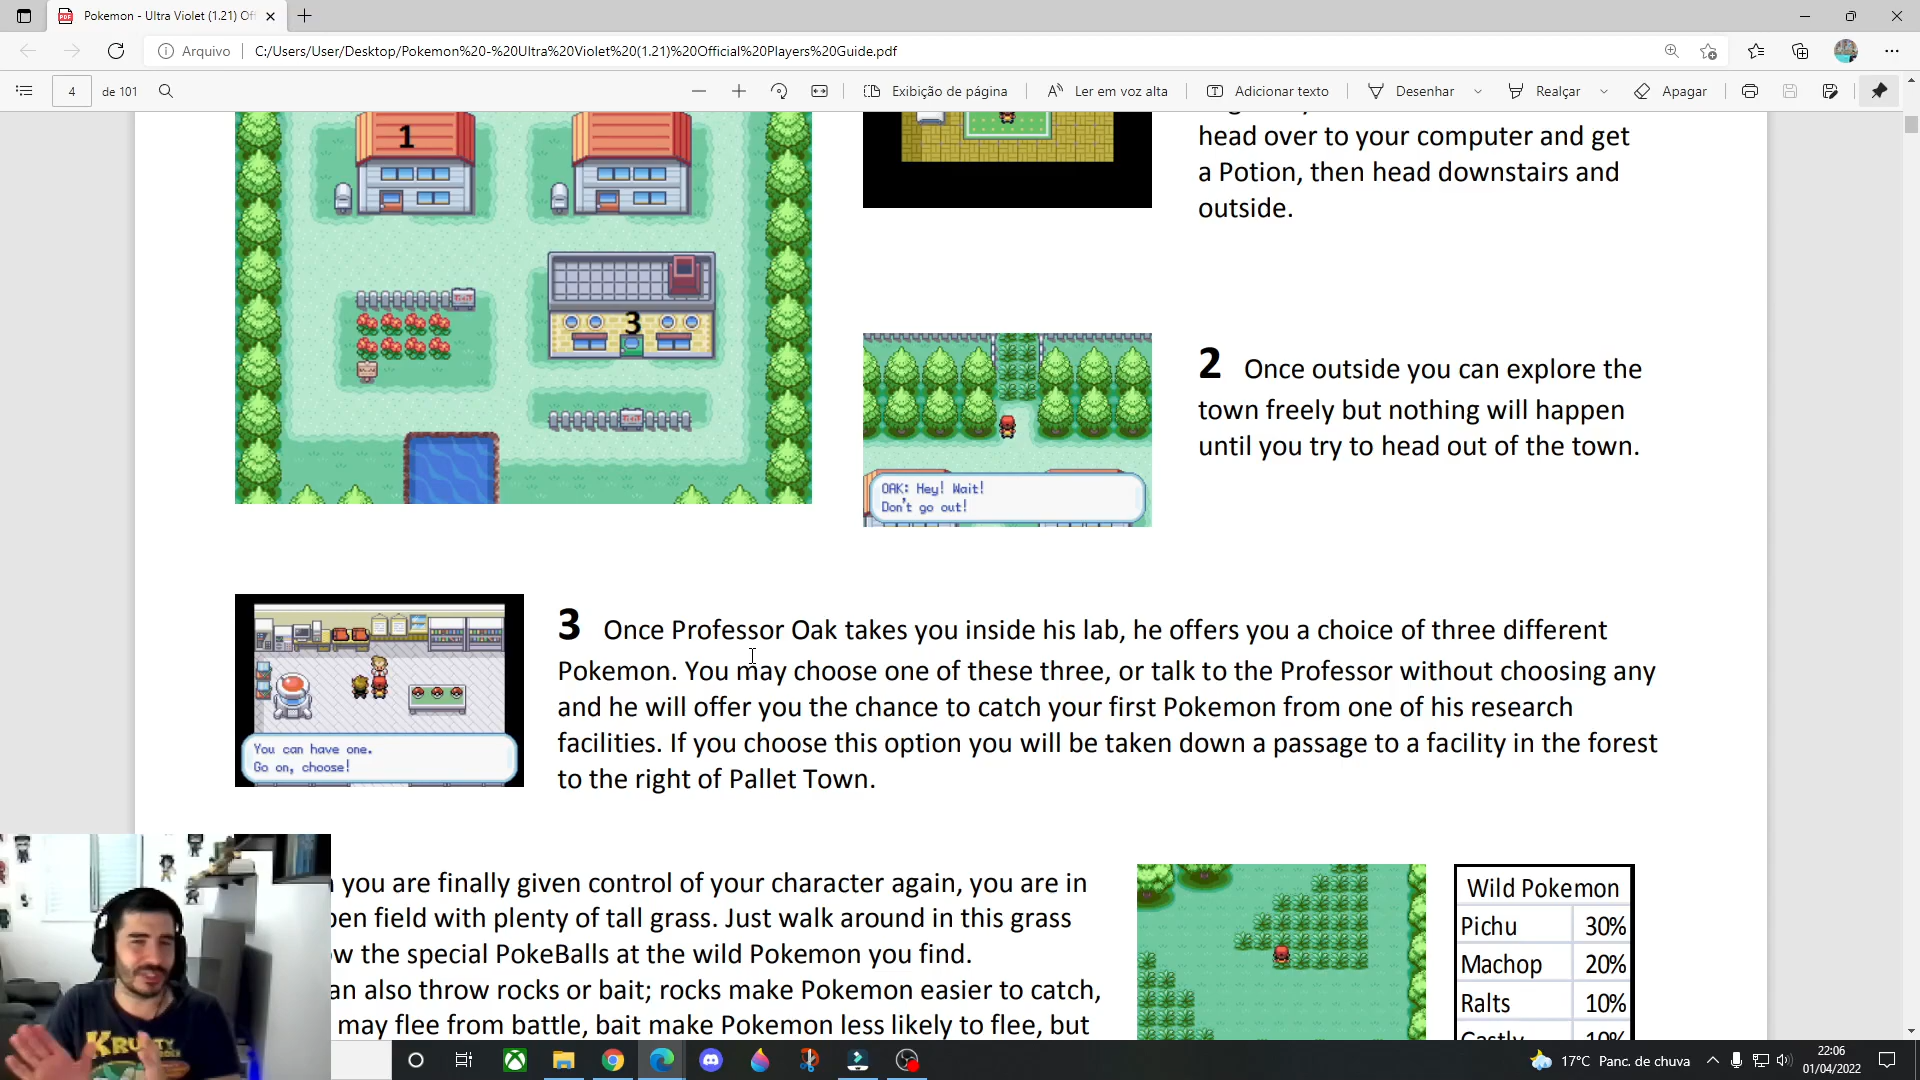 Pokemon - Ultra Violet (1.21) Off
Arquivo
C:/Users/User/Desktop/Pokemon%20-%20Ultra%20Violet%20(1.21)%20Official%20Players%20Guide.pdf
4 de 101
Exibição de página
Ler em voz alta
Adicionar texto
Desenhar
Realçar
Apagar
1
3
head over to your computer and get
a Potion, then head downstairs and
outside.
OAK: Hey! Wait!
Don't go out!
2 Once outside you can explore the
town freely but nothing will happen
until you try to head out of the town.
You can have one.
Go on, choose!
3 Once Professor Oak takes you inside his lab, he offers you a choice of three different
Pokemon. You may choose one of these three, or talk to the Professor without choosing any
and he will offer you the chance to catch your first Pokemon from one of his research
facilities. If you choose this option you will be taken down a passage to a facility in the forest
to the right of Pallet Town.
you are finally given control of your character again, you are in
pen field with plenty of tall grass. Just walk around in this grass
w the special PokeBalls at the wild Pokemon you find.
an also throw rocks or bait; rocks make Pokemon easier to catch,
may flee from battle, bait make Pokemon less likely to flee, but
Wild Pokemon
Pichu 30%
Machop 20%
Ralts 10%
Gastly 10%
KRUSTY
17°C Panc. de chuva
22:06
01/04/2022